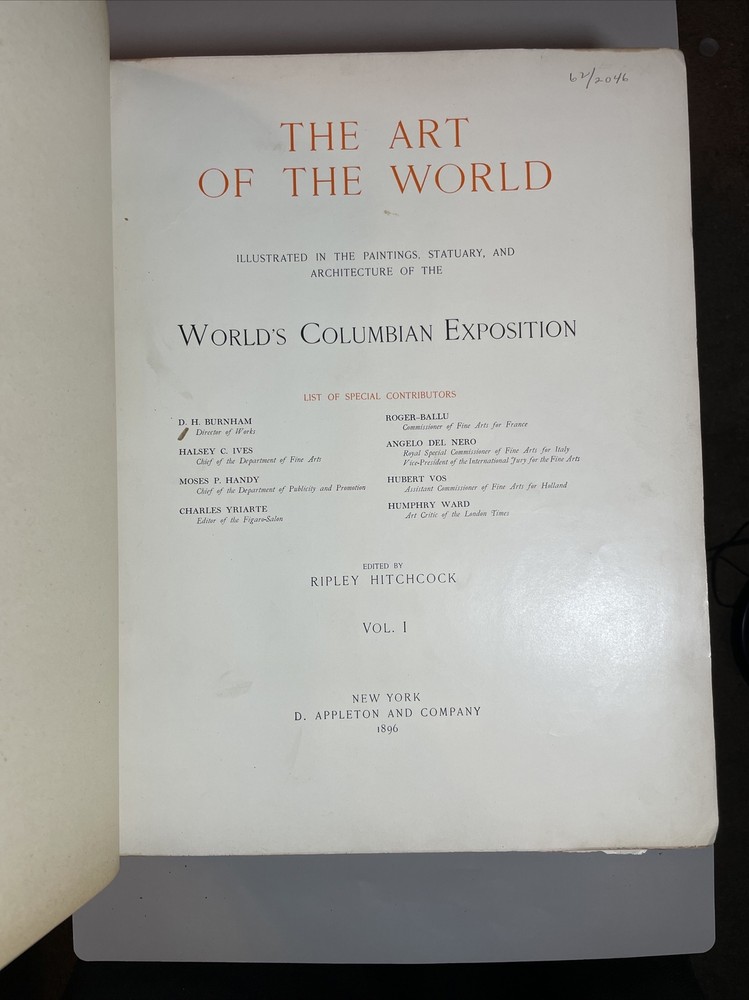 62/2046
THE ART
OF THE WORLD
ILLUSTRATED IN THE PAINTINGS, STATUARY, AND
ARCHITECTURE OF THE
WORLD'S COLUMBIAN EXPOSITION
LIST OF SPECIAL CONTRIBUTORS
D. H. BURNHAM
Director of Works
HALSEY C. IVES
Chief of the Department of Fine Arts
MOSES P. HANDY
Chief of the Department of Publicity and Promotion
CHARLES YRIARTE
Editor of the Figaro-Salon
ROGER-BALLU
Commissioner of Fine Arts for France
ANGELO DEL NERO
Royal Special Commissioner of Fine Arts for Italy
Vice-President of the International Jury for the Fine Arts
HUBERT VOS
Assistant Commissioner of Fine Arts for Holland
HUMPHRY WARD
Art Critic of the London Times
EDITED BY
RIPLEY HITCHCOCK
VOL. I
NEW YORK
D. APPLETON AND COMPANY
1896